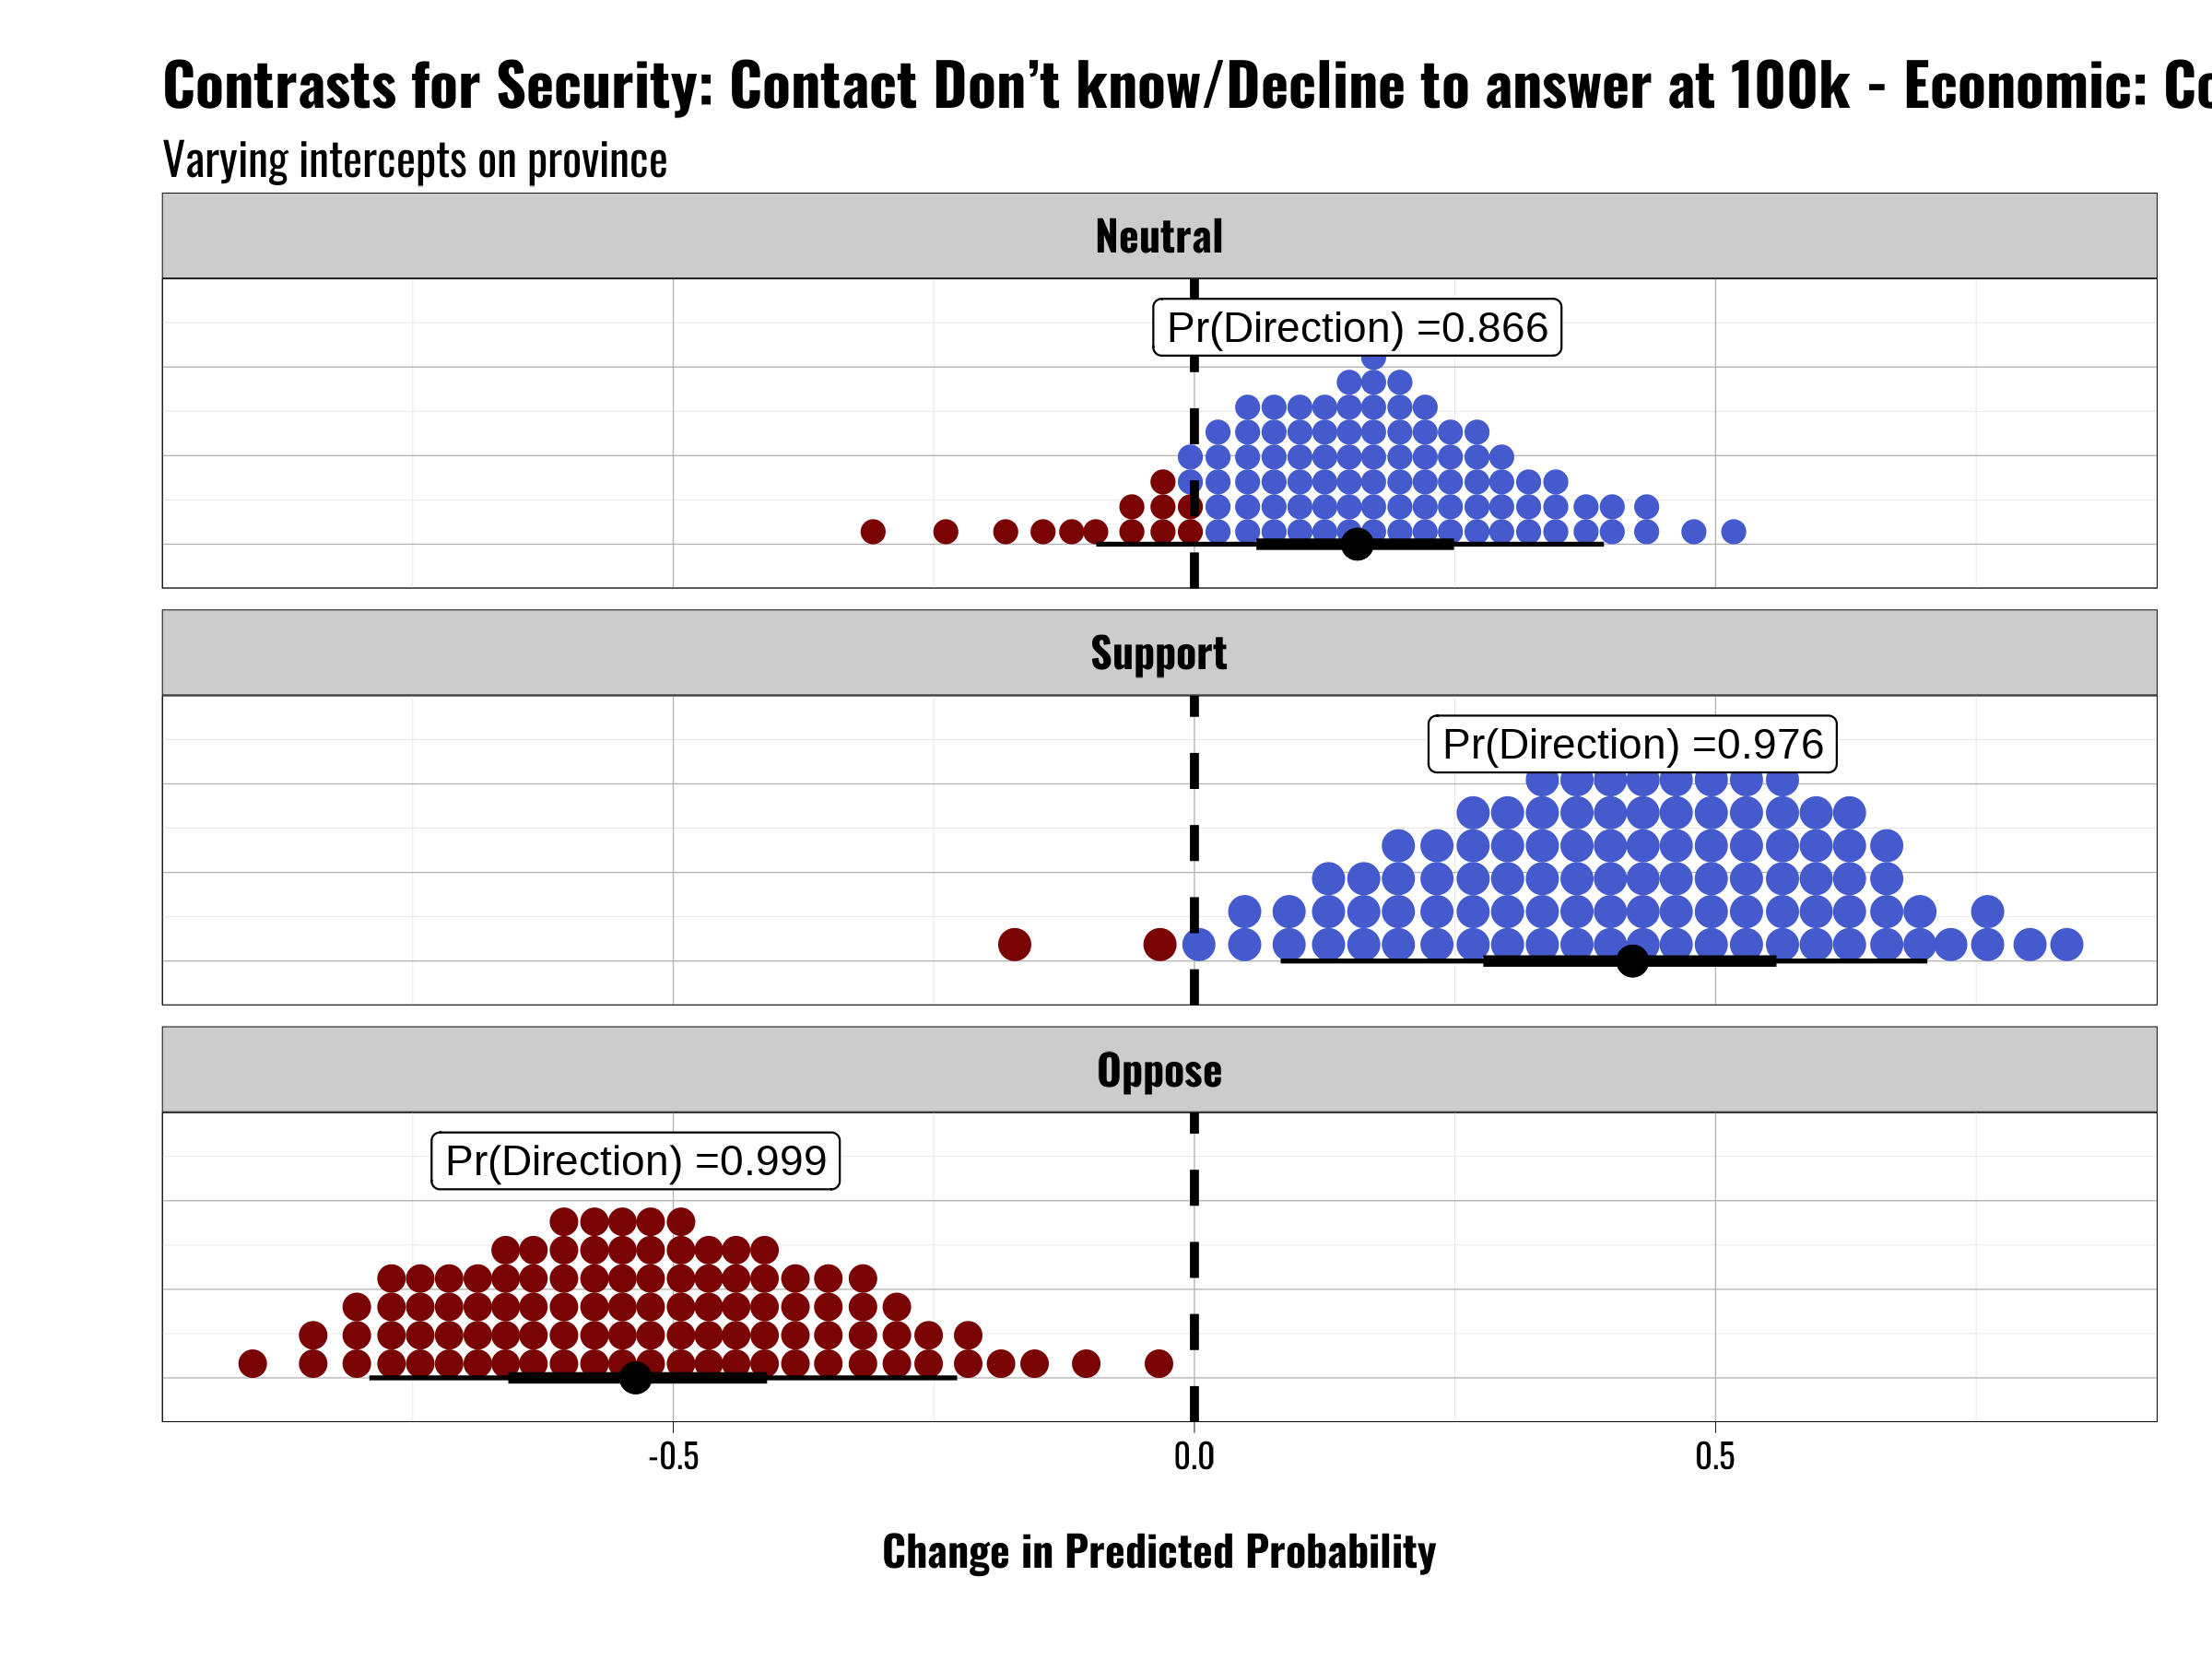 Contrasts for Security: Contact Don’t know/Decline to answer at 100k - Economic:
Varying intercepts on province
Neutral
Pr(Direction) =0.866
Support
Pr(Direction) =0.976
Oppose
Pr(Direction) =0.999
-0.5 0.0 0.5
Change in Predicted Probability